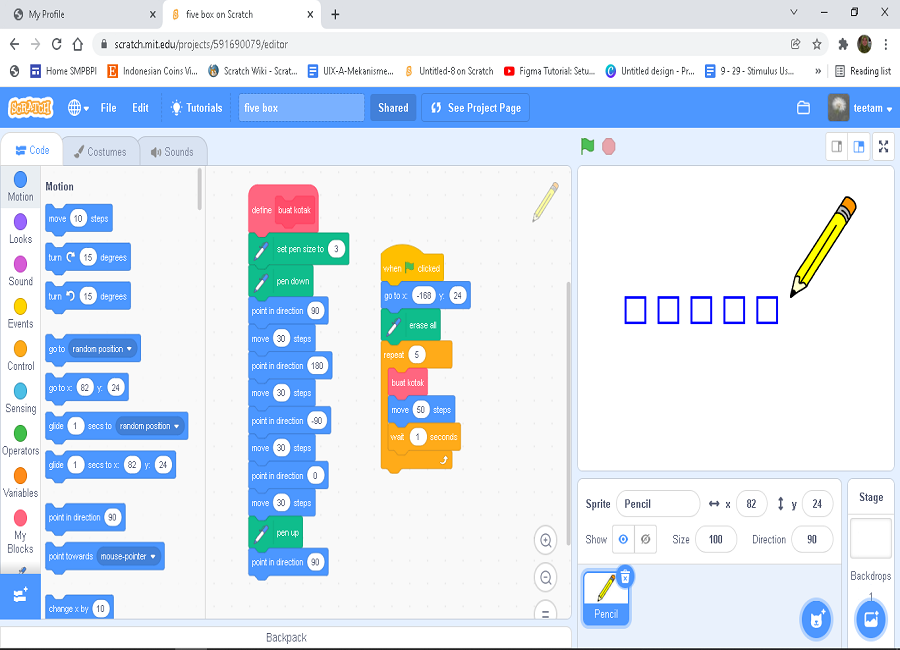 My Profile
five box on Scratch
scratch.mit.edu/projects/591690079/editor
Home SMPBPI
Indonesian Coins Vi...
Scratch Wiki - Scrat...
UIX-A-Mekanisme...
Untitled-8 on Scratch
Figma Tutorial: Setu...
Untitled design - Pr...
9 - 29 - Stimulus Us...
»
Reading list
SCRATCH
File
Edit
Tutorials
five box
Shared
See Project Page
teetam
Code
Costumes
Sounds
Motion
Looks
Sound
Events
Control
Sensing
Operators
Variables
My
Blocks
Motion
move 10 steps
turn 15 degrees
turn 15 degrees
go to random position
go to x: 82 y: 24
glide 1 secs to random position
glide 1 secs to x: 82 y: 24
point in direction 90
point towards mouse-pointer
change x by 10
define buat kotak
set pen size to 3
pen down
point in direction 90
move 30 steps
point in direction 180
move 30 steps
point in direction -90
move 30 steps
point in direction 0
move 30 steps
pen up
point in direction 90
when clicked
go to x: -168 y: 24
erase all
repeat 5
buat kotak
move 50 steps
wait 1 seconds
Backpack
Sprite Pencil x 82 y 24
Show Size 100 Direction 90
Pencil
Stage
Backdrops
1